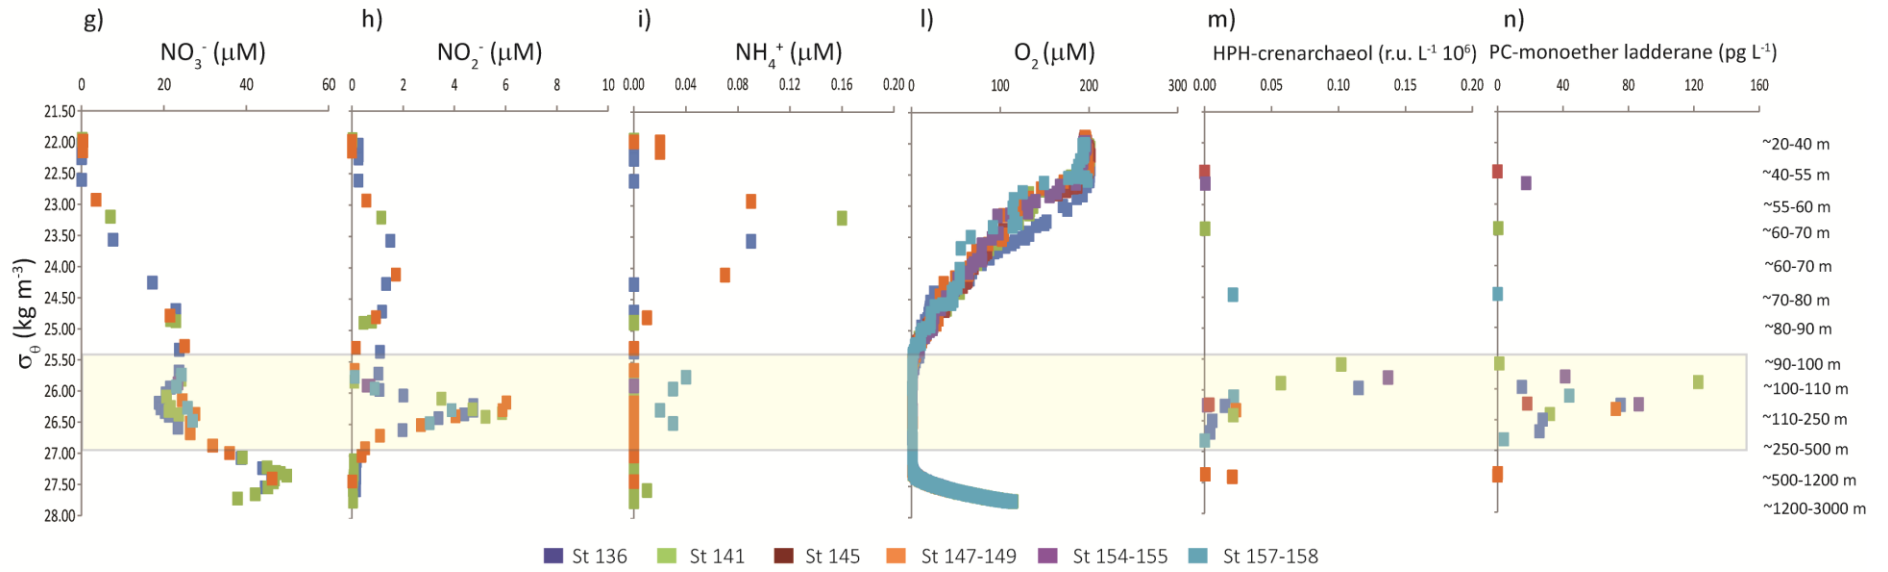 g) h) i) l) m) n)
NO₃⁻ (µM) NO₂⁻ (µM) NH₄⁺ (µM) O₂ (µM) HPH-crenarchaeol (r.u. L⁻¹ 10⁶) PC-monoether ladderane (pg L⁻¹)
0 20 40 60 0 2 4 6 8 10 0.00 0.04 0.08 0.12 0.16 0.20 0 100 200 300 0.00 0.05 0.10 0.15 0.20 0 40 80 120 160
21.50
22.00 ~20-40 m
22.50 ~40-55 m
23.00 ~55-60 m
23.50 ~60-70 m
24.00 ~60-70 m
24.50 ~70-80 m
25.00 ~80-90 m
25.50 ~90-100 m
26.00 ~100-110 m
26.50 ~110-250 m
27.00 ~250-500 m
27.50 ~500-1200 m
28.00 ~1200-3000 m
σθ (kg m⁻³)
St 136 St 141 St 145 St 147-149 St 154-155 St 157-158